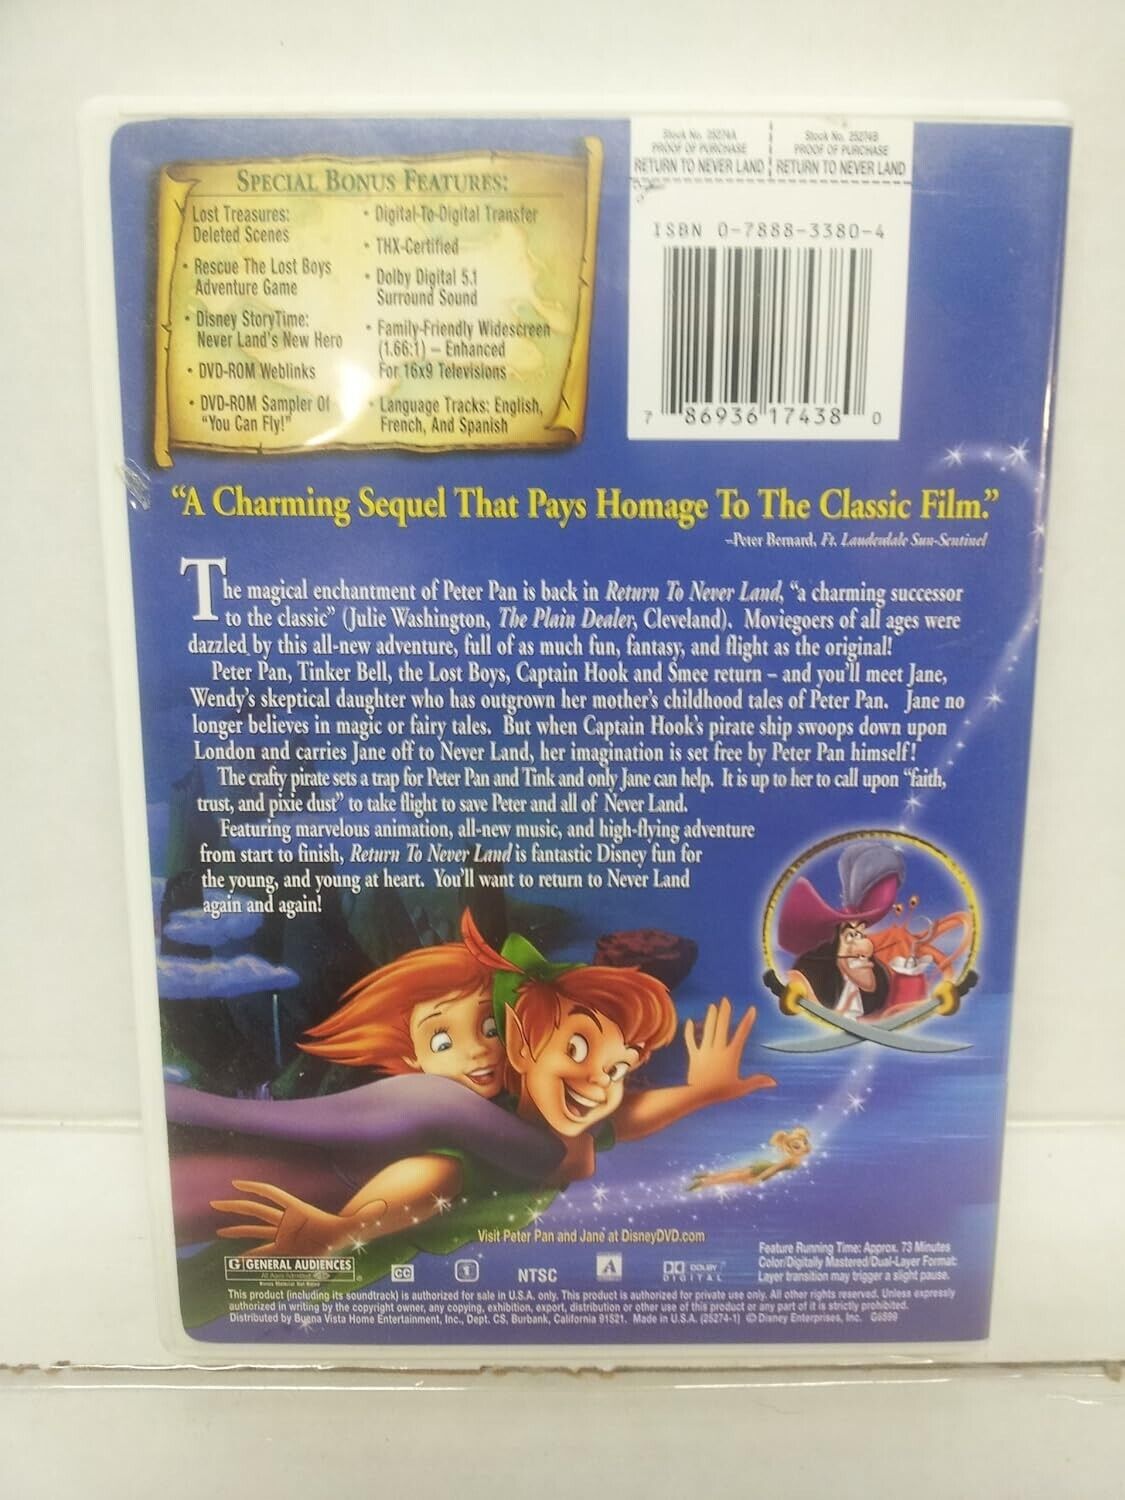 Stock No. 25274A
PROOF OF PURCHASE
RETURN TO NEVER LAND
Stock No. 25274B
PROOF OF PURCHASE
RETURN TO NEVER LAND
ISBN 0-7888-3380-4
7 86936 17438 0
SPECIAL BONUS FEATURES:
Lost Treasures:
Deleted Scenes
• Rescue The Lost Boys
Adventure Game
• Disney StoryTime:
Never Land's New Hero
• DVD-ROM Weblinks
• DVD-ROM Sampler Of
"You Can Fly!"
• Digital-To-Digital Transfer
• THX-Certified
• Dolby Digital 5.1
Surround Sound
• Family-Friendly Widescreen
(1.66:1) – Enhanced
For 16x9 Televisions
• Language Tracks: English,
French, And Spanish
“A Charming Sequel That Pays Homage To The Classic Film.”
–Peter Bernard, Ft. Lauderdale Sun-Sentinel
The magical enchantment of Peter Pan is back in Return To Never Land, “a charming successor
to the classic” (Julie Washington, The Plain Dealer, Cleveland). Moviegoers of all ages were
dazzled by this all-new adventure, full of as much fun, fantasy, and flight as the original!
Peter Pan, Tinker Bell, the Lost Boys, Captain Hook and Smee return – and you'll meet Jane,
Wendy's skeptical daughter who has outgrown her mother's childhood tales of Peter Pan. Jane no
longer believes in magic or fairy tales. But when Captain Hook's pirate ship swoops down upon
London and carries Jane off to Never Land, her imagination is set free by Peter Pan himself!
The crafty pirate sets a trap for Peter Pan and Tink and only Jane can help. It is up to her to call upon “faith,
trust, and pixie dust” to take flight to save Peter and all of Never Land.
Featuring marvelous animation, all-new music, and high-flying adventure
from start to finish, Return To Never Land is fantastic Disney fun for
the young, and young at heart. You'll want to return to Never Land
again and again!
Visit Peter Pan and Jane at DisneyDVD.com
G GENERAL AUDIENCES
All Ages Admitted
®
CC
1
NTSC
A
DOLBY
DIGITAL
Feature Running Time: Approx. 73 Minutes
Color/Digitally Mastered/Dual-Layer Format:
Layer transition may trigger a slight pause.
This product (including its soundtrack) is authorized for sale in U.S.A. only. This product is authorized for private use only. All other rights reserved. Unless expressly
authorized in writing by the copyright owner, any copying, exhibition, export, distribution or other use of this product or any part of it is strictly prohibited.
Distributed by Buena Vista Home Entertainment, Inc., Dept. CS, Burbank, California 91521. Made in U.S.A. (25274-1) © Disney Enterprises, Inc.